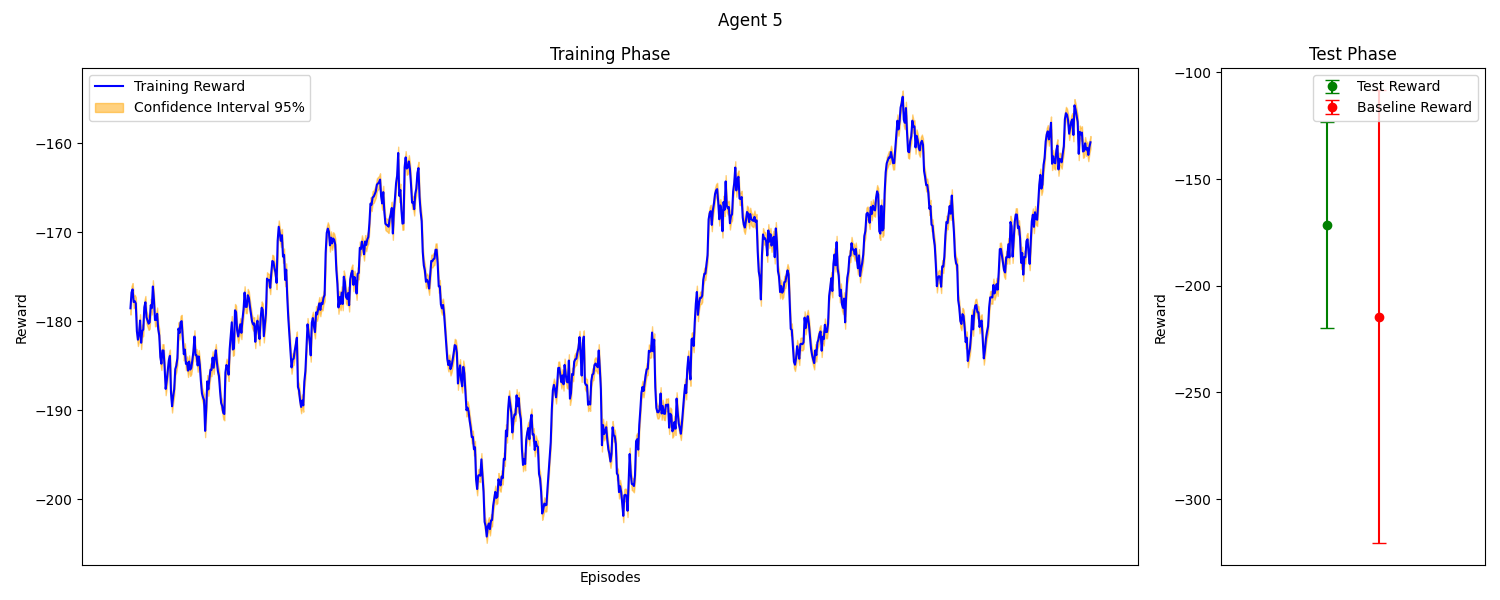 Agent 5
Training Phase
Training Reward
Confidence Interval 95%
Reward
−160
−170
−180
−190
−200
Episodes
Test Phase
Test Reward
Baseline Reward
Reward
−100
−150
−200
−250
−300